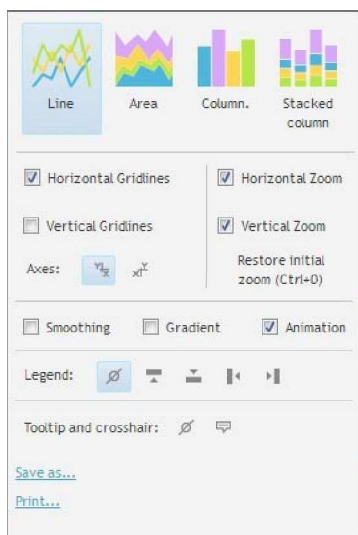 Line Area Column. Stacked column
Horizontal Gridlines
Horizontal Zoom
Vertical Gridlines
Vertical Zoom
Axes:
Restore initial
zoom (Ctrl+0)
Smoothing Gradient Animation
Legend:
Tooltip and crosshair:
Save as...
Print...